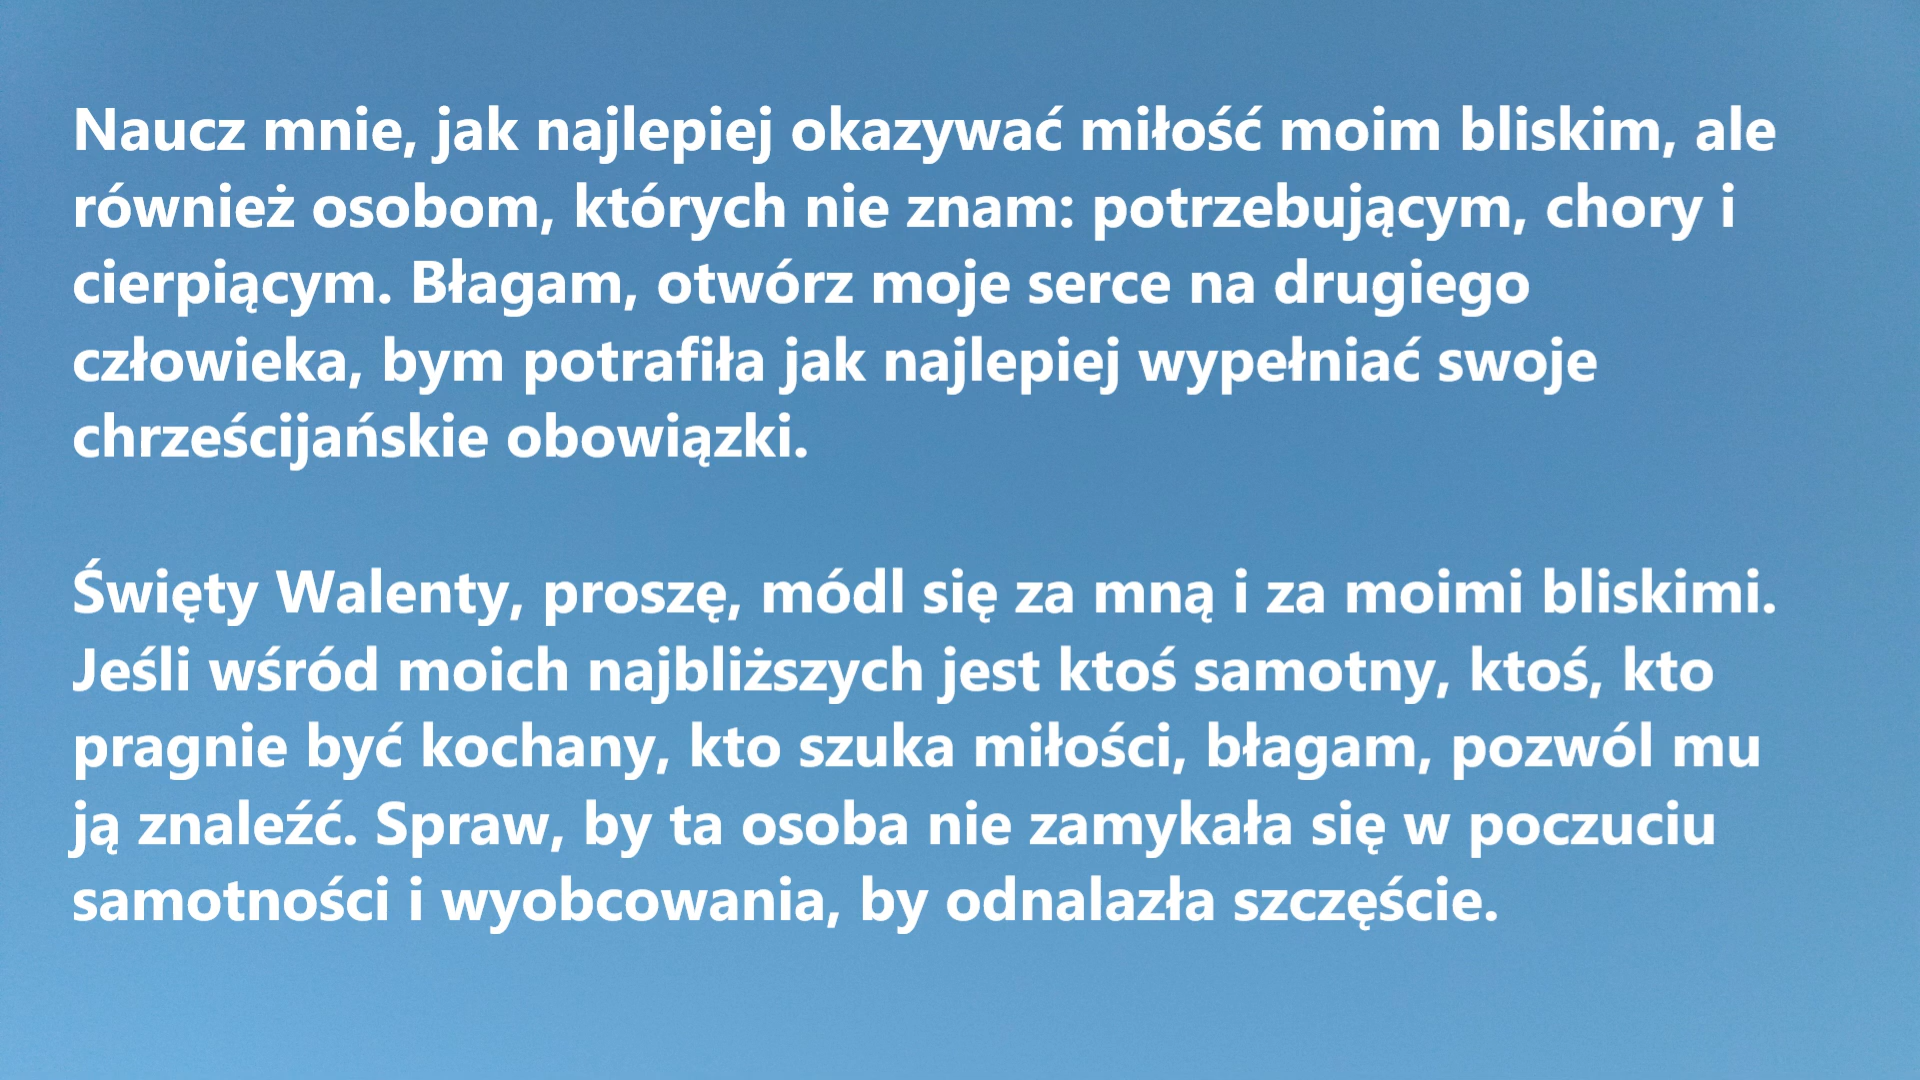 Naucz mnie, jak najlepiej okazywać miłość moim bliskim, ale
również osobom, których nie znam: potrzebującym, chory i
cierpiącym. Błagam, otwórz moje serce na drugiego
człowieka, bym potrafiła jak najlepiej wypełniać swoje
chrześcijańskie obowiązki.
Święty Walenty, proszę, módl się za mną i za moimi bliskimi.
Jeśli wśród moich najbliższych jest ktoś samotny, ktoś, kto
pragnie być kochany, kto szuka miłości, błagam, pozwól mu
ją znaleźć. Spraw, by ta osoba nie zamykała się w poczuciu
samotności i wyobcowania, by odnalazła szczęście.